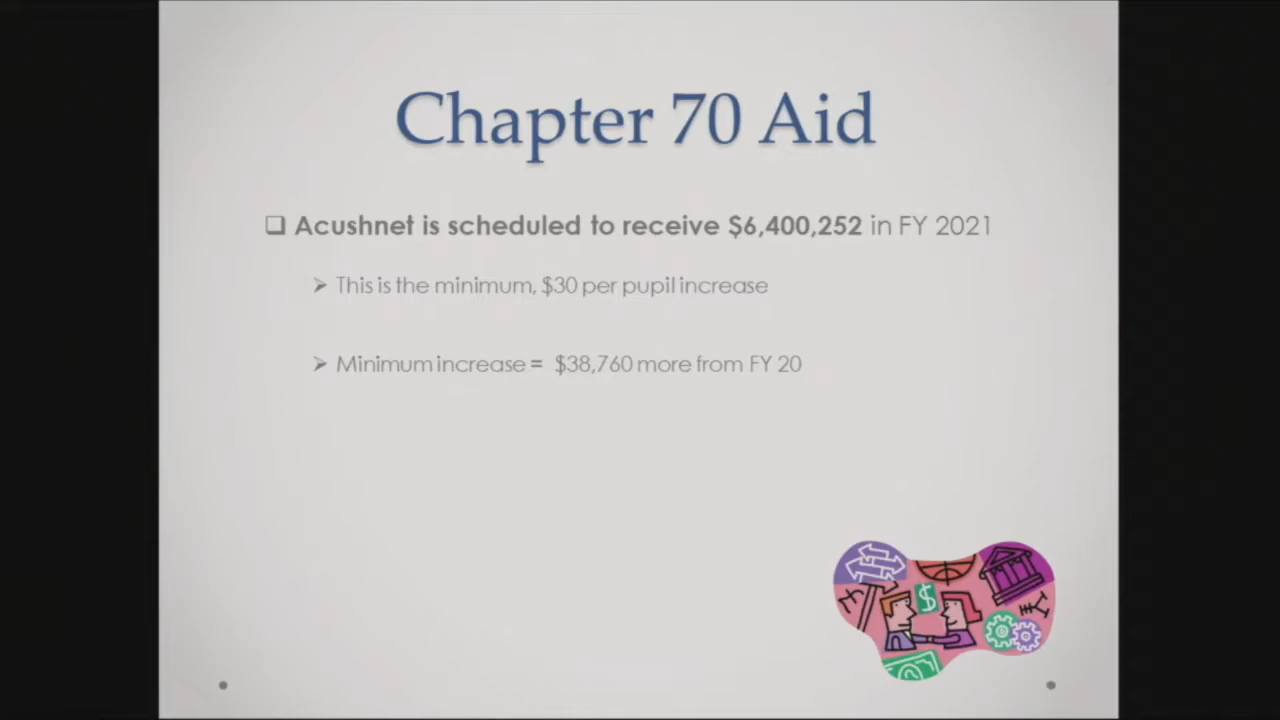 Chapter 70 Aid
Acushnet is scheduled to receive $6,400,252 in FY 2021
This is the minimum, $30 per pupil increase
Minimum increase = $38,760 more from FY 20
$